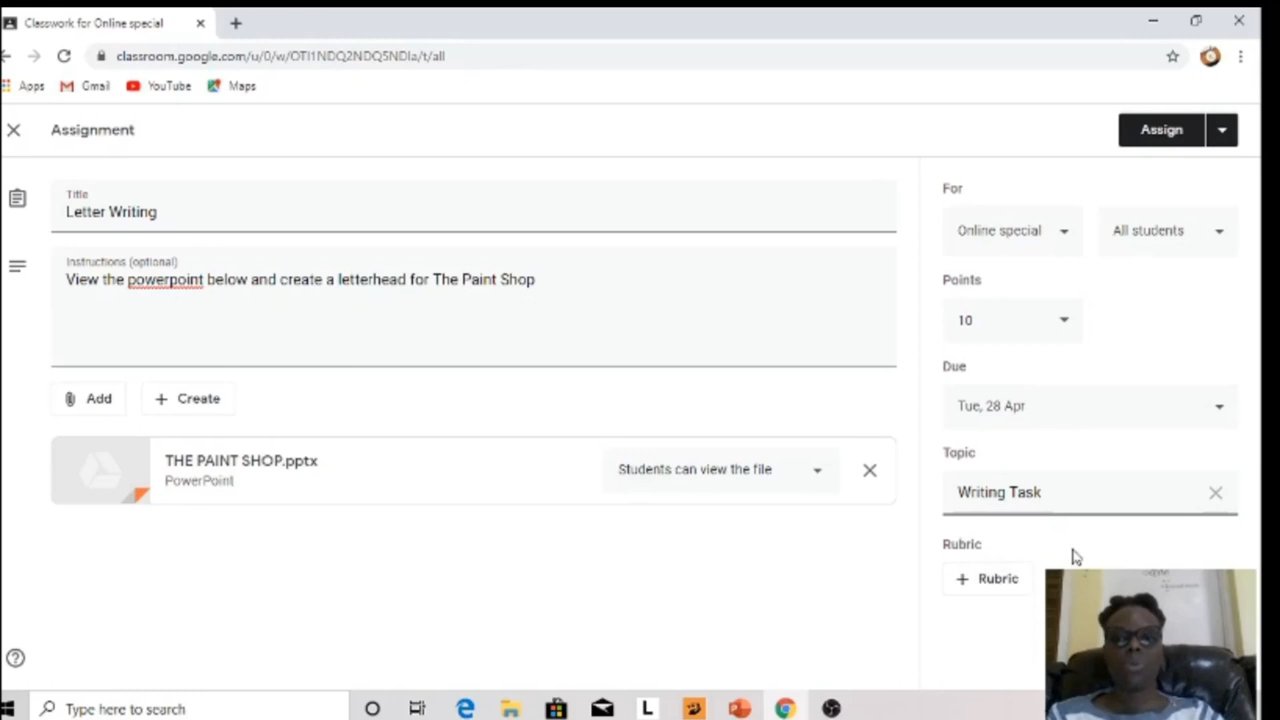 Classwork for Online special
classroom.google.com/u/0/w/OTI1NDQ2NDQ5NDIa/t/all
Apps Gmail YouTube Maps
Assignment
Assign
Title
Letter Writing
Instructions (optional)
View the powerpoint below and create a letterhead for The Paint Shop
Add
Create
THE PAINT SHOP.pptx
PowerPoint
Students can view the file
For
Online special
All students
Points
10
Due
Tue, 28 Apr
Topic
Writing Task
Rubric
Rubric
Type here to search
L